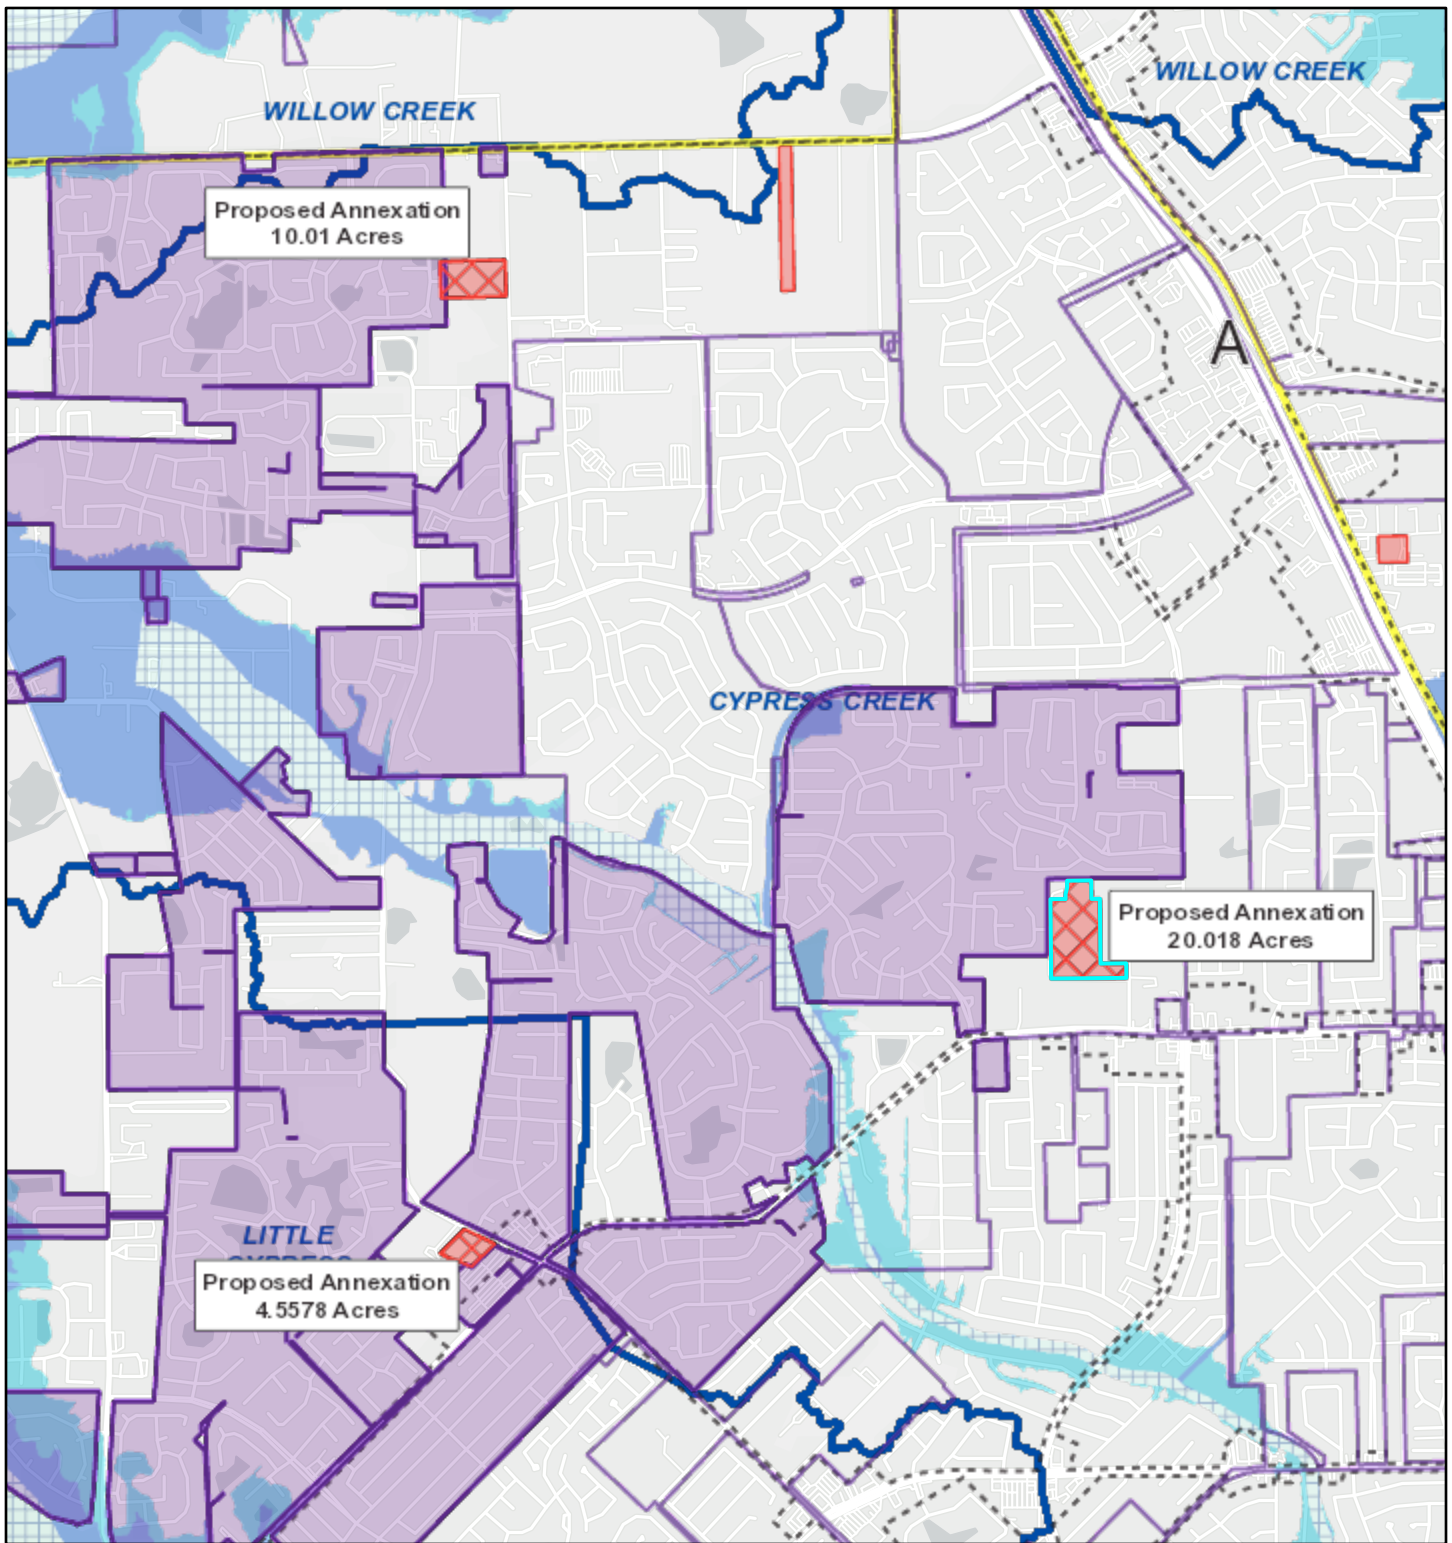 WILLOW CREEK
WILLOW CREEK
Proposed Annexation
10.01 Acres
A
CYPRESS CREEK
Proposed Annexation
20.018 Acres
LITTLE
CYPRESS
Proposed Annexation
4.5578 Acres